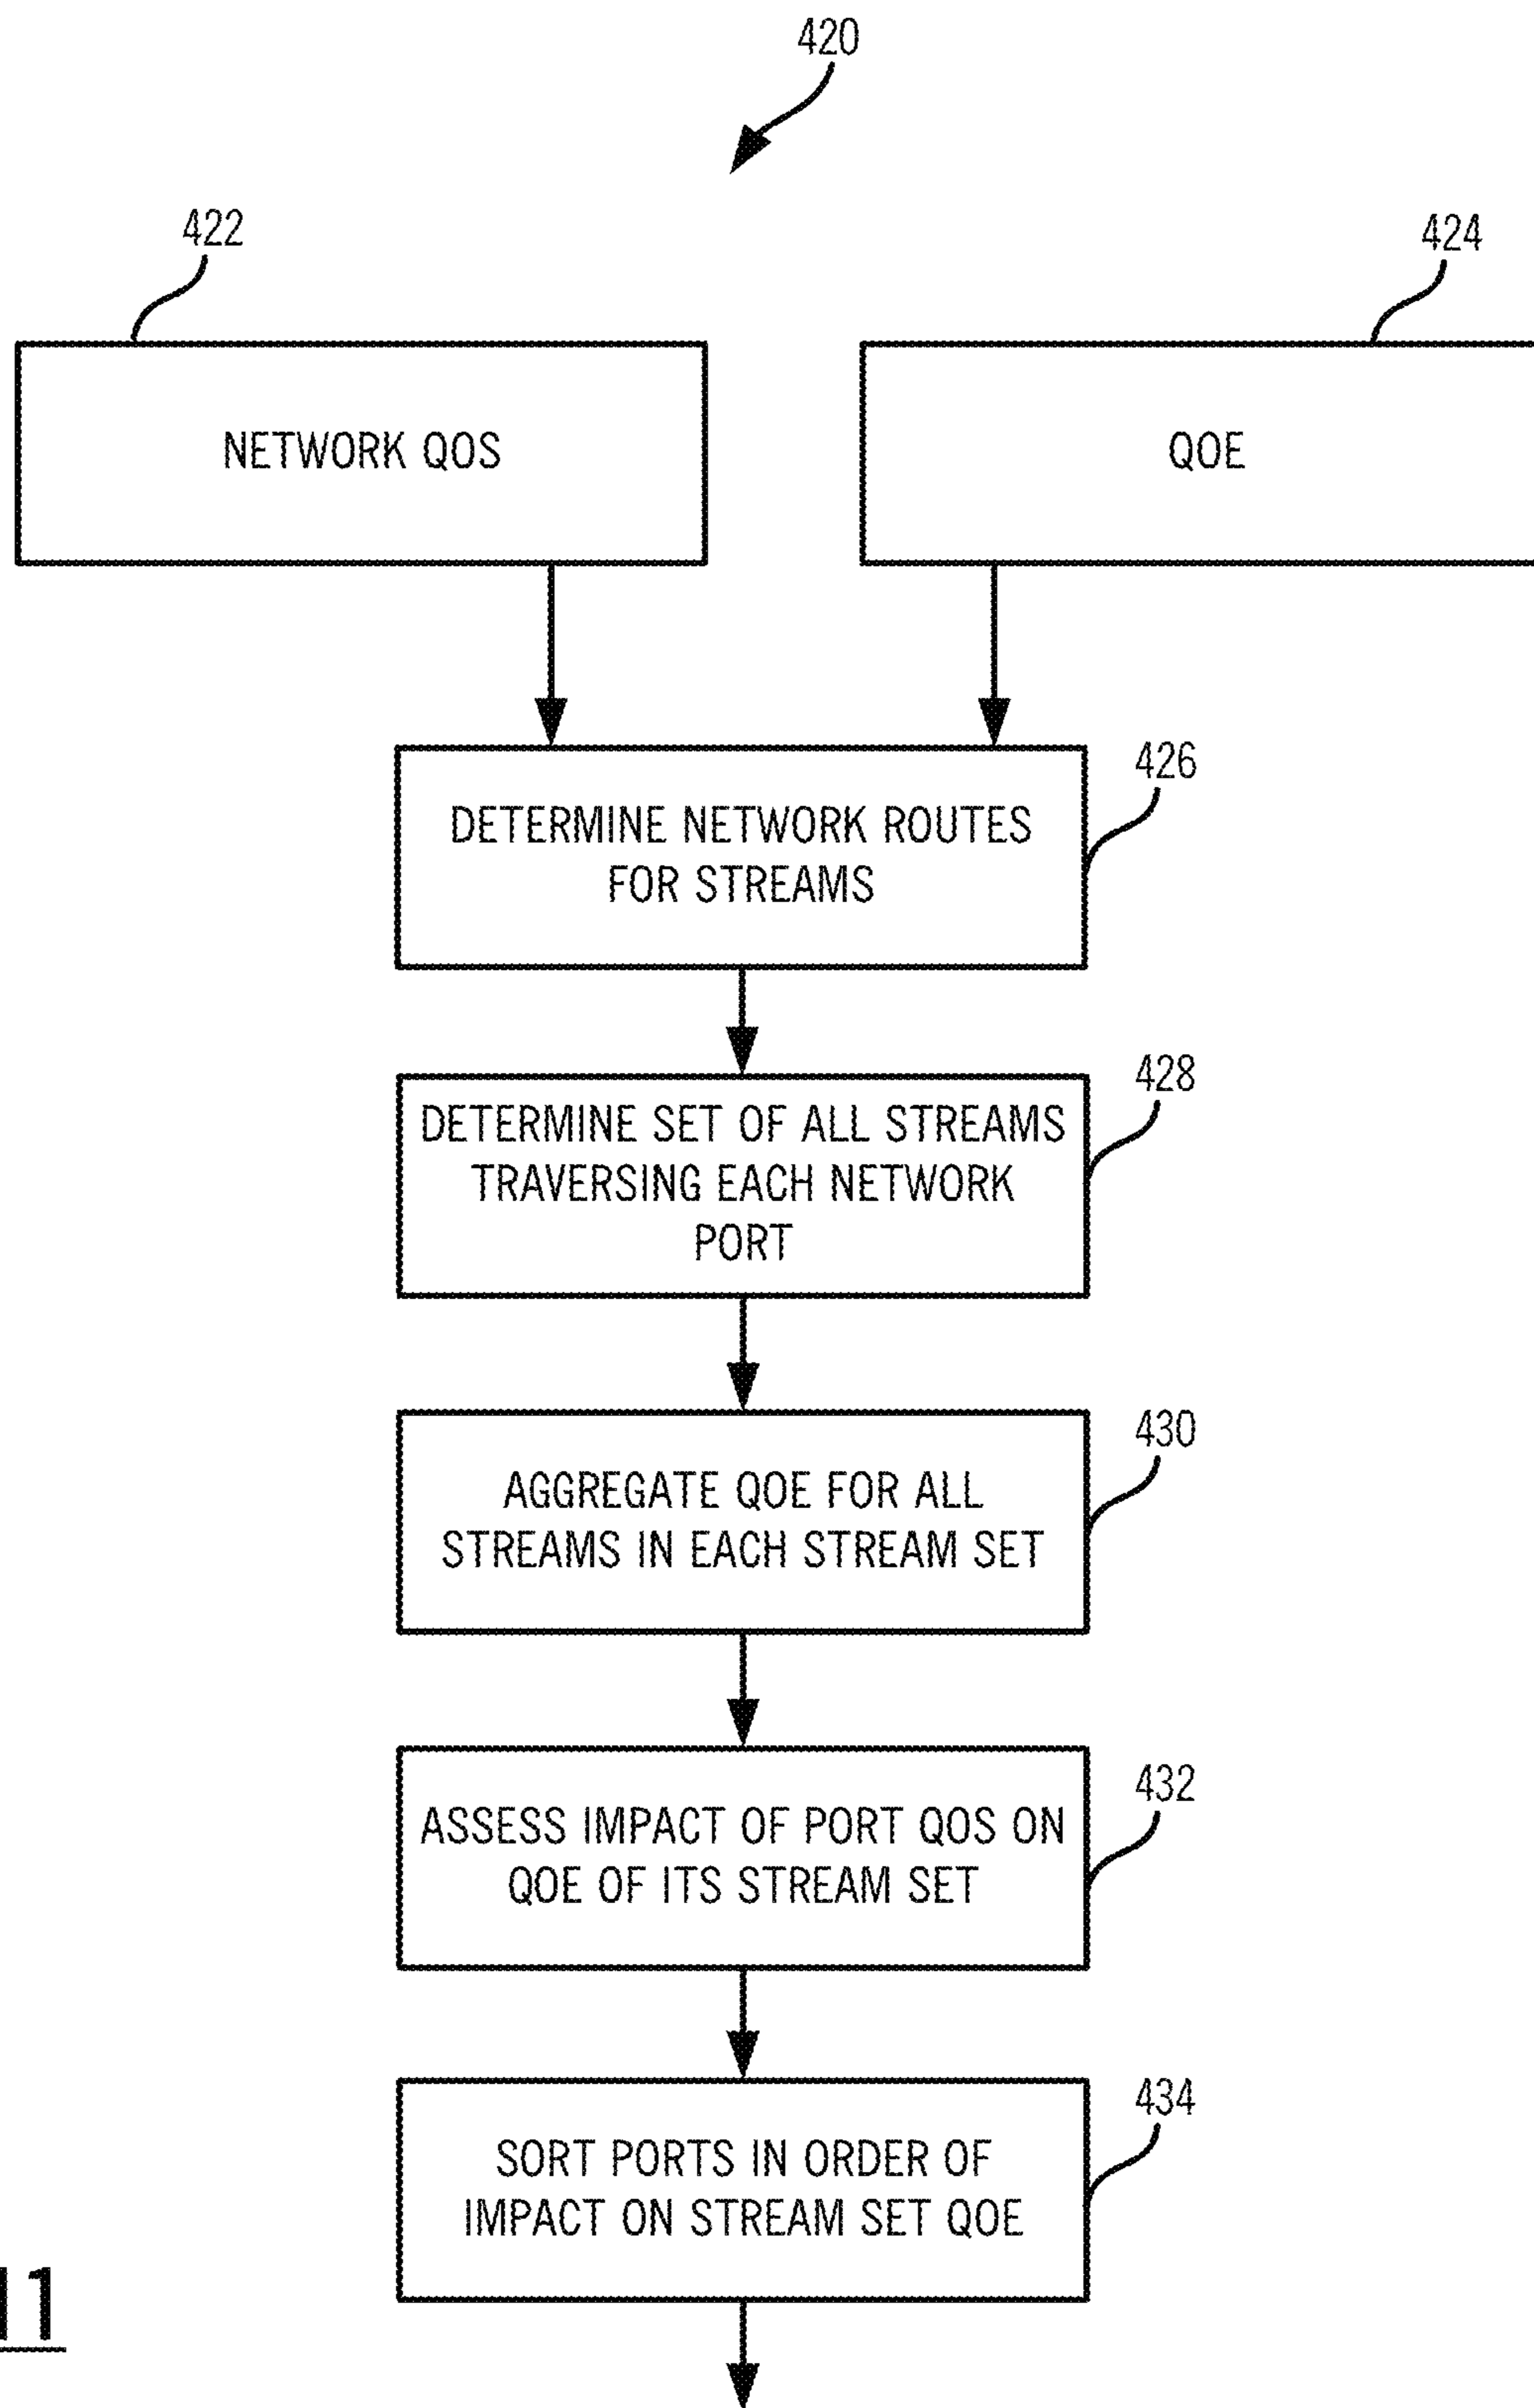 420
422
424
NETWORK QOS
QOE
426
DETERMINE NETWORK ROUTES
FOR STREAMS
428
DETERMINE SET OF ALL STREAMS
TRAVERSING EACH NETWORK
PORT
430
AGGREGATE QOE FOR ALL
STREAMS IN EACH STREAM SET
432
ASSESS IMPACT OF PORT QOS ON
QOE OF ITS STREAM SET
434
SORT PORTS IN ORDER OF
IMPACT ON STREAM SET QOE
11